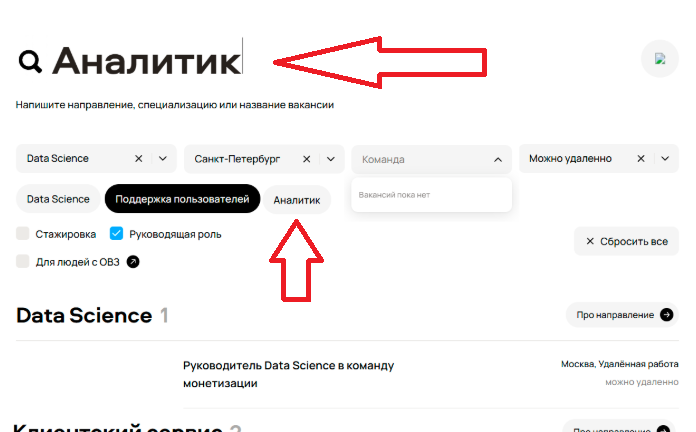 Аналитик
Напишите направление, специализацию или название вакансии
Data Science
Санкт-Петербург
Команда
Можно удаленно
Вакансий пока нет
Data Science
Поддержка пользователей
Аналитик
Стажировка
Руководящая роль
Для людей с ОВЗ
Сбросить все
Data Science 1
Про направление
Руководитель Data Science в команду
монетизации
Москва, Удалённая работа
можно удаленно
Клиентский сервис 2
Про направление